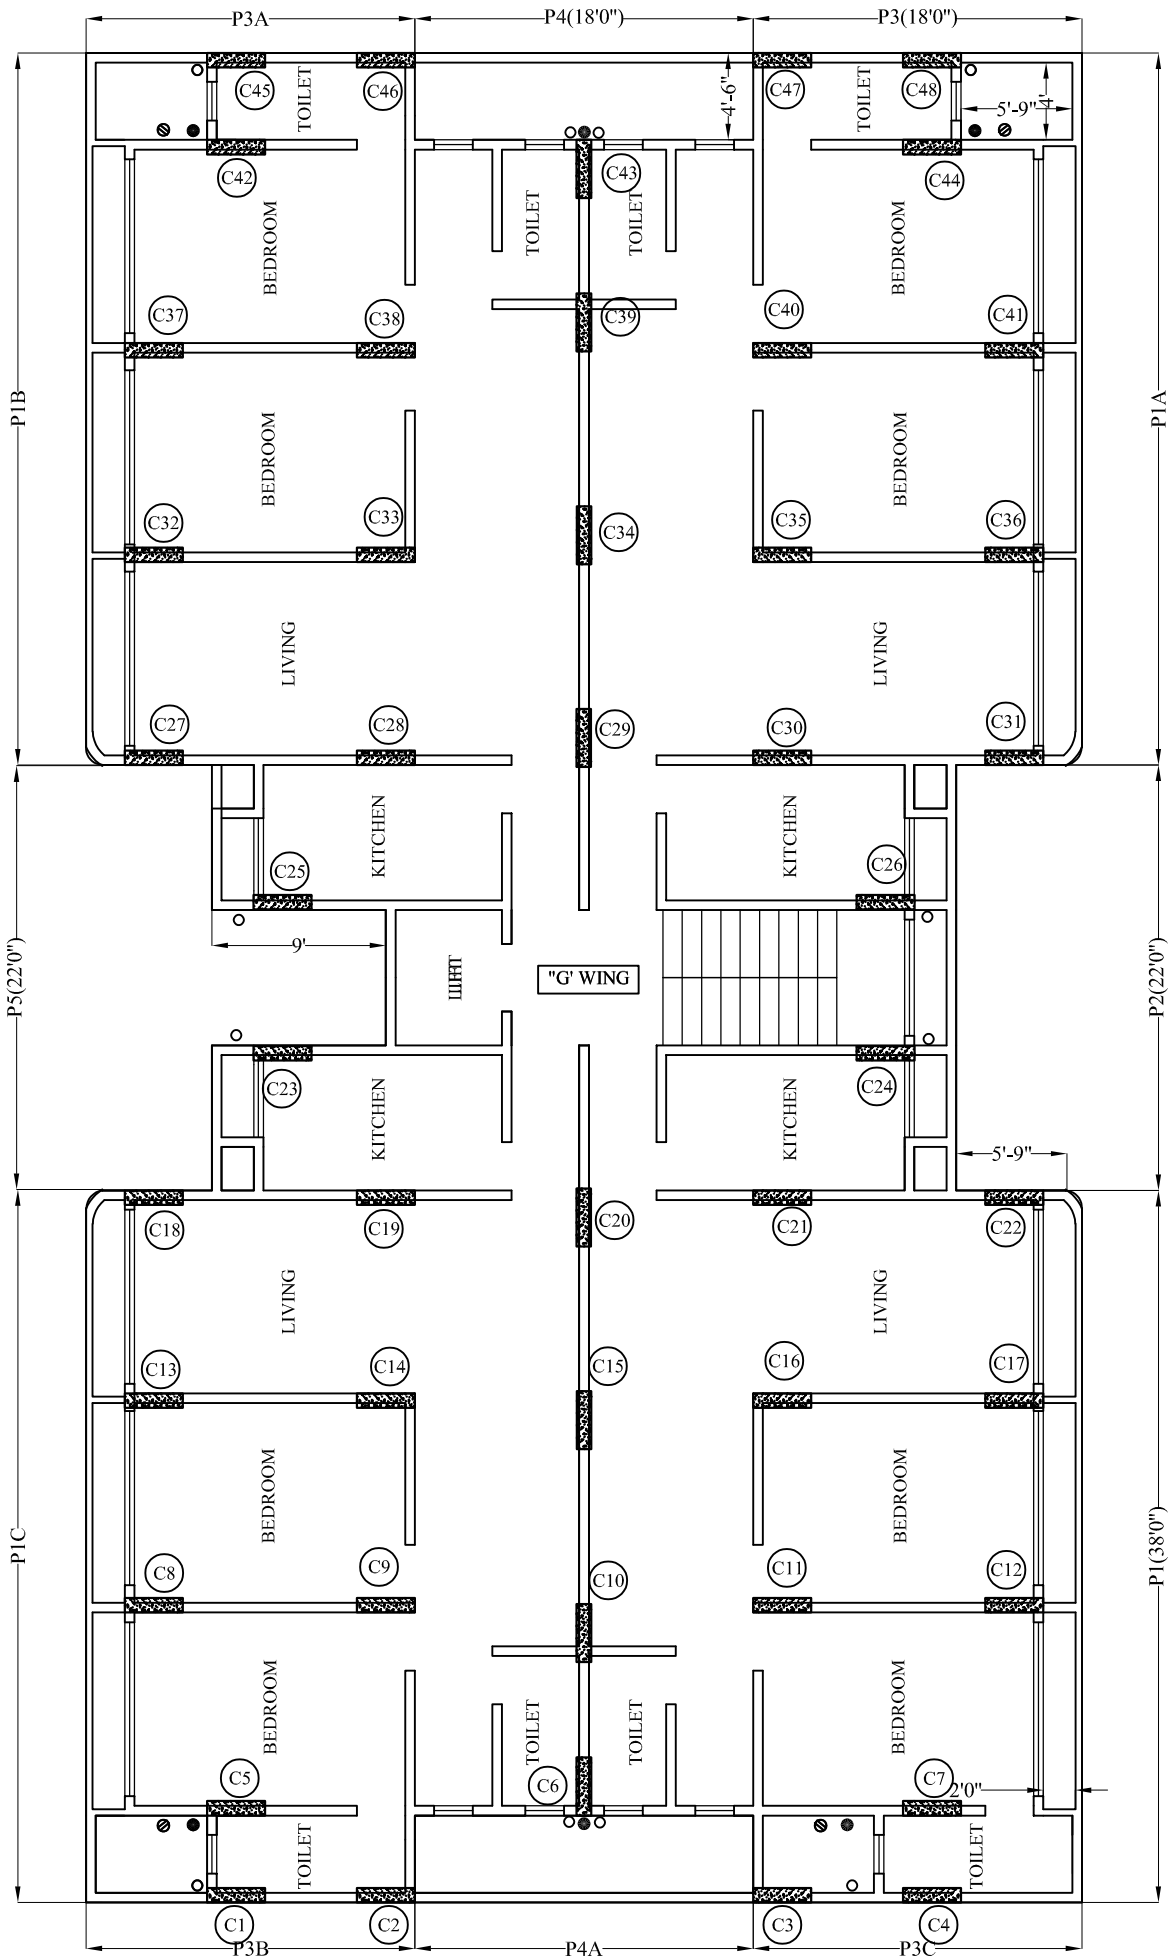 P3A
P4(18'0")
P3(18'0")
C45
TOILET
C46
4'-6"
C47
TOILET
C48
5'-9"
4'
C42
C43
C44
BEDROOM
TOILET
TOILET
BEDROOM
C37
C38
C39
C40
C41
P1B
P1A
BEDROOM
BEDROOM
C32
C33
C34
C35
C36
LIVING
LIVING
C27
C28
C29
C30
C31
KITCHEN
KITCHEN
C25
C26
9'
P5(22'0")
"G' WING
P2(22'0")
C23
C24
KITCHEN
KITCHEN
5'-9"
C18
C19
C20
C21
C22
LIVING
LIVING
C13
C14
C15
C16
C17
P1C
BEDROOM
BEDROOM
P1(38'0")
C8
C9
C10
C11
C12
BEDROOM
TOILET
TOILET
BEDROOM
C5
C6
C7
2'0"
TOILET
TOILET
C1
C2
C3
C4
P3B
P4A
P3C